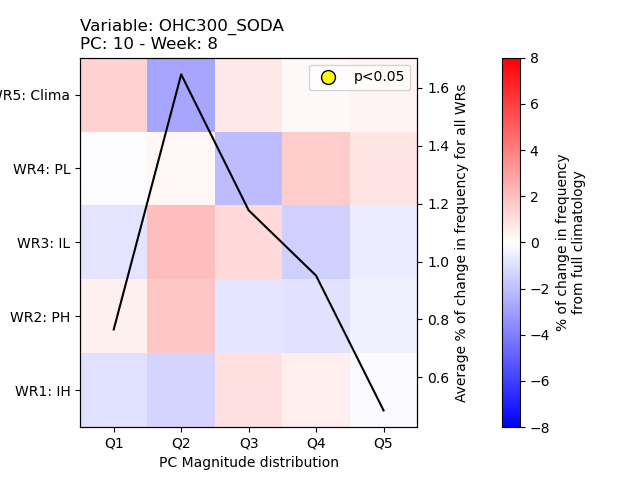 Variable: OHC300_SODA
PC: 10 - Week: 8
p<0.05
WR5: Clima
WR4: PL
WR3: IL
WR2: PH
WR1: IH
Q1 Q2 Q3 Q4 Q5
PC Magnitude distribution
1.6
1.4
1.2
1.0
0.8
0.6
Average % of change in frequency for all WRs
8
6
4
2
0
−2
−4
−6
−8
% of change in frequency
from full climatology